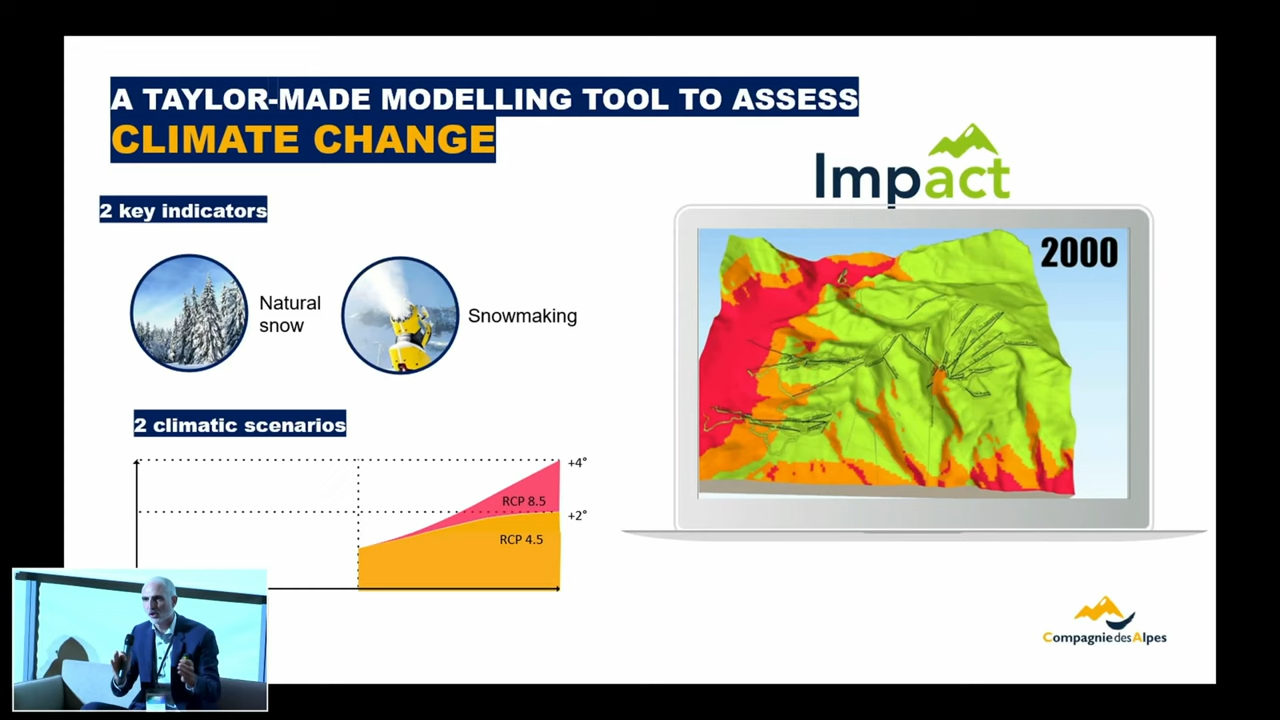 A TAYLOR-MADE MODELLING TOOL TO ASSESS
CLIMATE CHANGE
2 key indicators
Natural
snow
Snowmaking
2 climatic scenarios
+4°
RCP 8.5
+2°
RCP 4.5
Impact
2000
Compagnie des Alpes